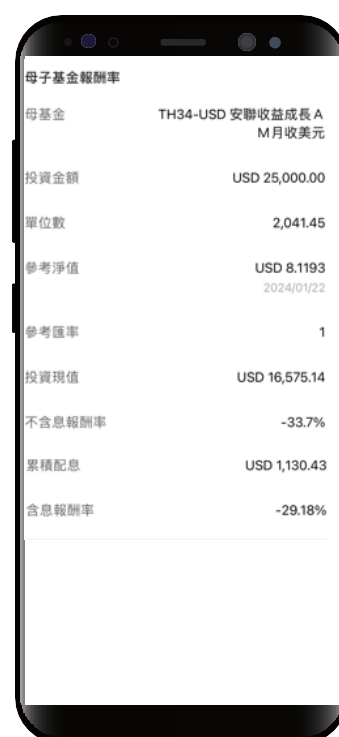 母子基金報酬率
母基金 TH34-USD 安聯收益成長 A
M 月收美元
投資金額 USD 25,000.00
單位數 2,041.45
參考淨值 USD 8.1193
2024/01/22
參考匯率 1
投資現值 USD 16,575.14
不含息報酬率 -33.7%
累積配息 USD 1,130.43
含息報酬率 -29.18%